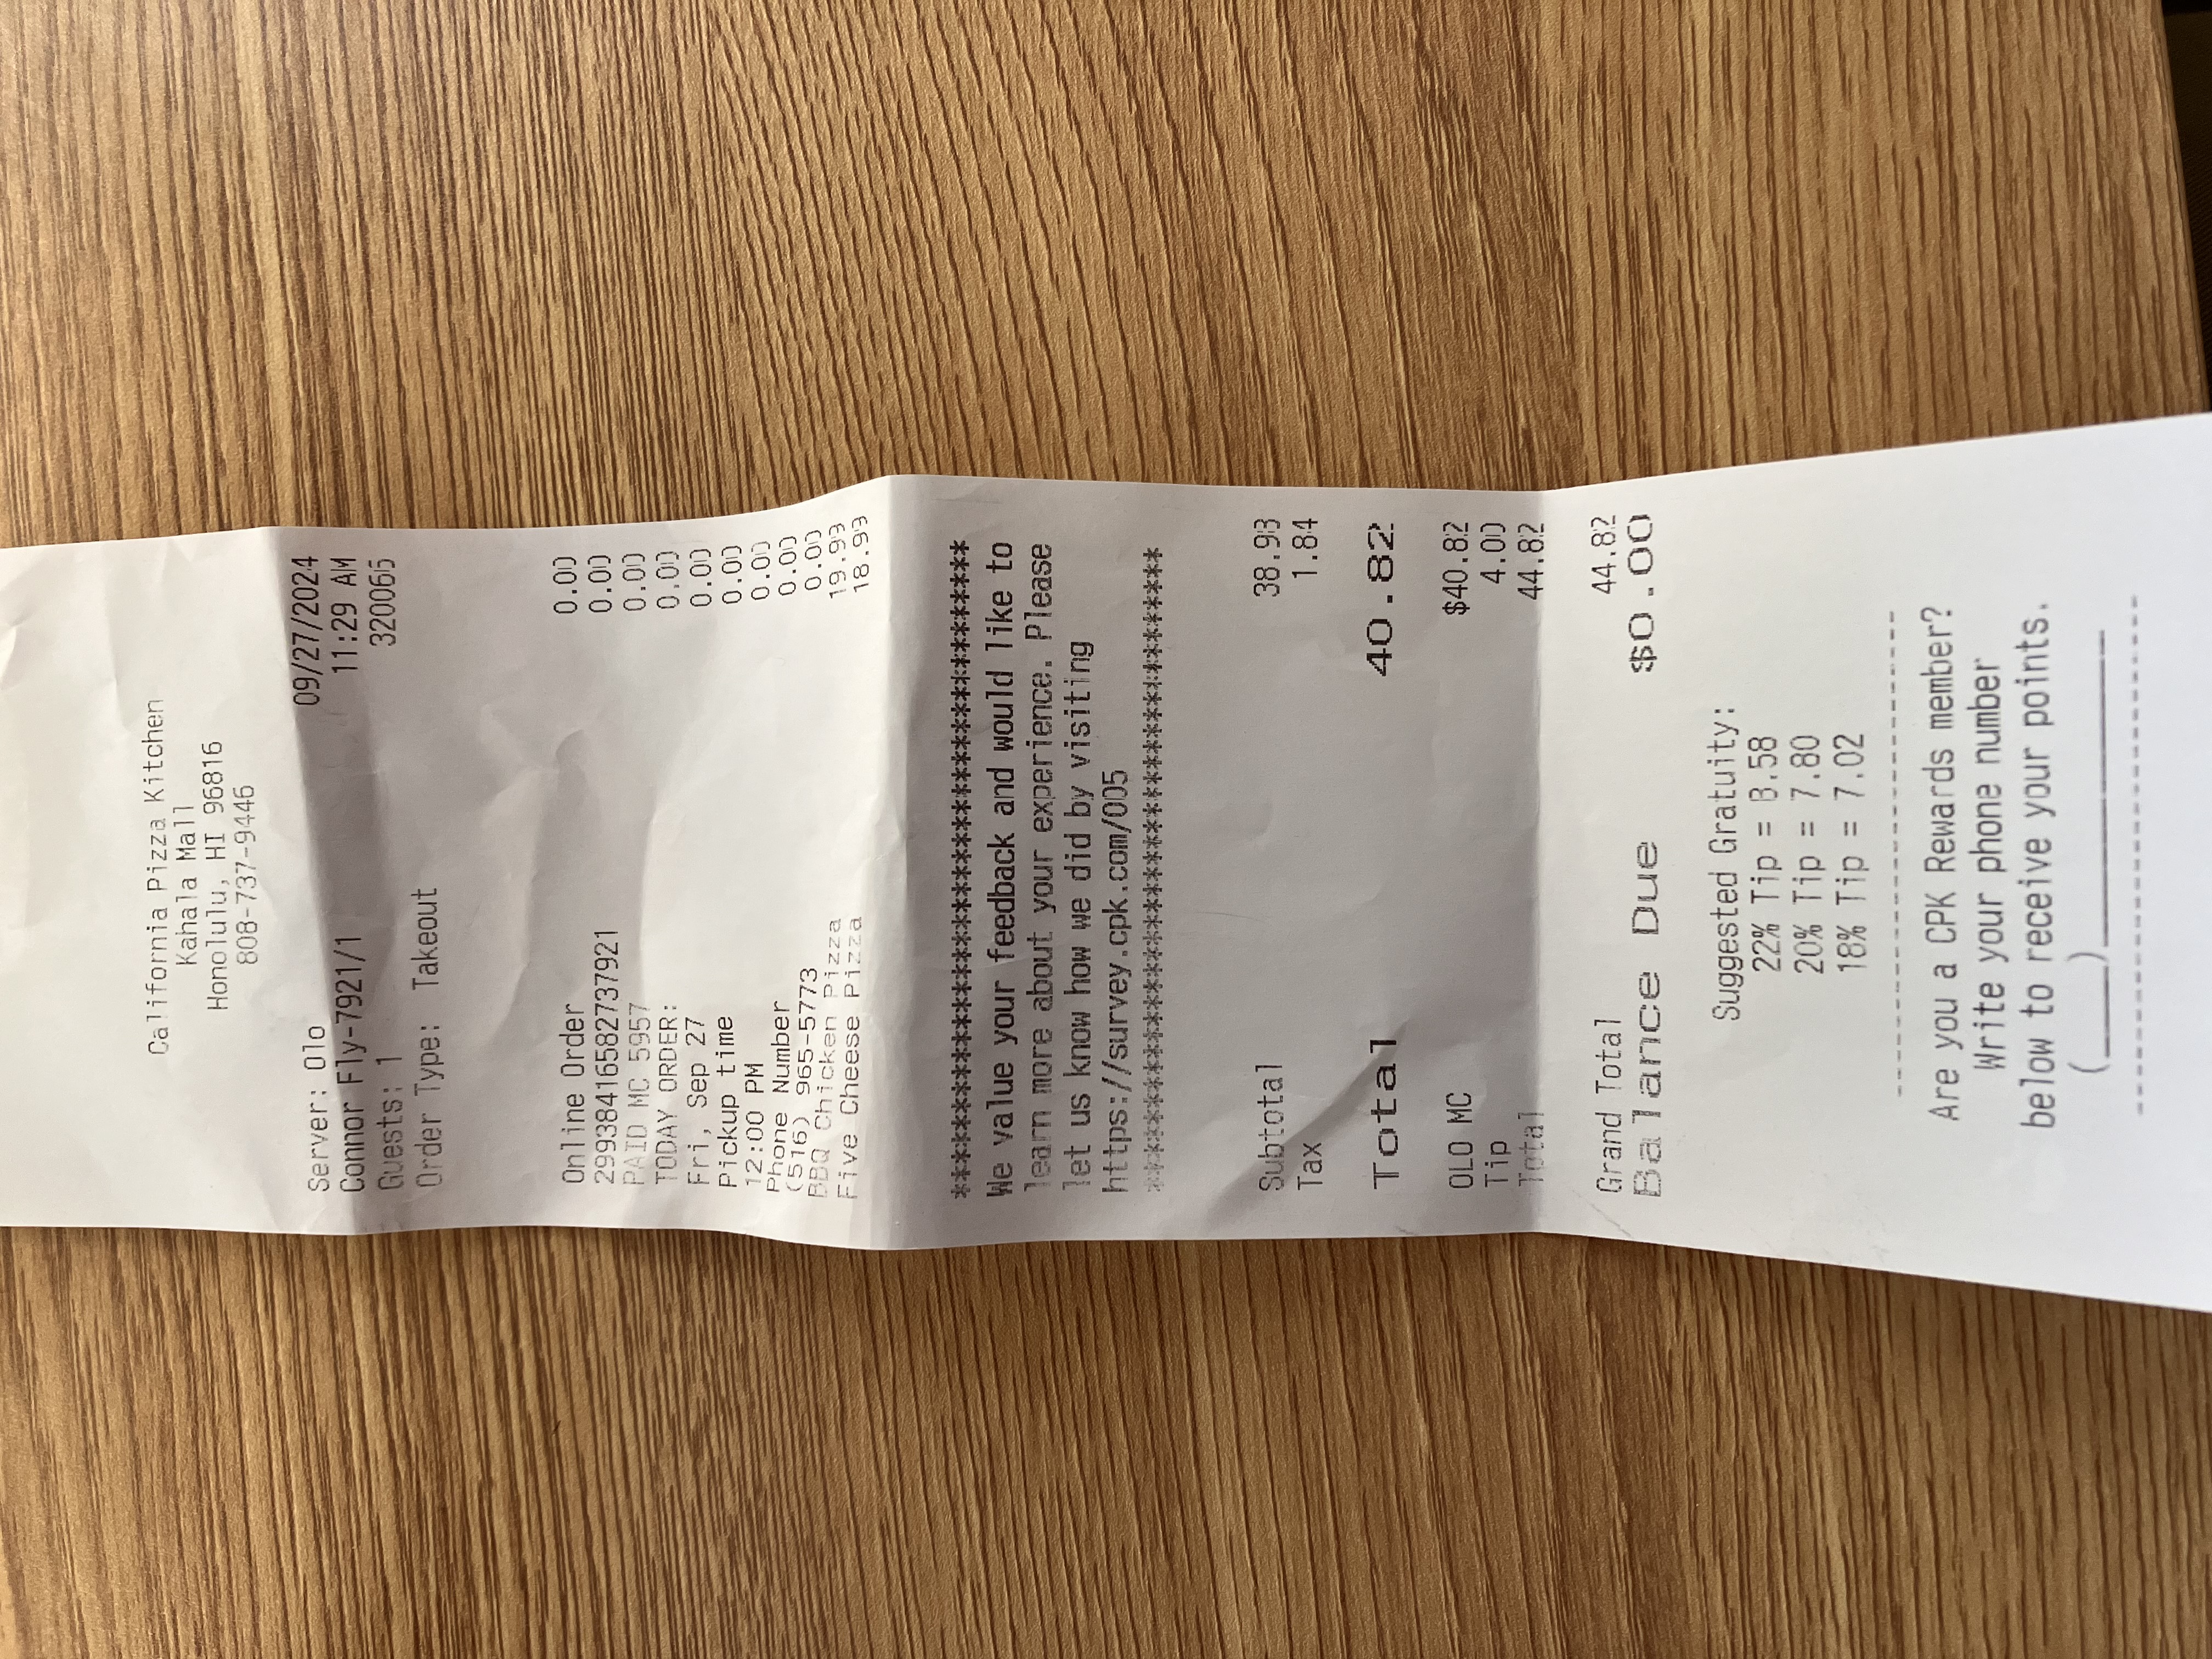 California Pizza Kitchen
Kahala Mall
Honolulu, HI 96816
808-737-9446
Server: Olo 09/27/2024
Connor Fly-7921/1 11:29 AM
Guests: 1 320066
Order Type: Takeout
Online Order 0.00
29938416582737921 0.00
PAID MC 5957 0.00
TODAY ORDER: 0.00
Fri, Sep 27 0.00
Pickup time 0.00
12:00 PM 0.00
Phone Number 0.00
(516) 965-5773 0.00
BBQ Chicken Pizza 19.99
Five Cheese Pizza 18.99
****************************************
We value your feedback and would like to
learn more about your experience. Please
let us know how we did by visiting
https://survey.cpk.com/005
****************************************
Subtotal 38.98
Tax 1.84
Total 40.82
OLO MC $40.82
Tip 4.00
Total 44.82
Grand Total 44.82
Balance Due $0.00
Suggested Gratuity:
22% Tip = 8.58
20% Tip = 7.80
18% Tip = 7.02
--------------------------------
Are you a CPK Rewards member?
Write your phone number
below to receive your points.
(____)______________
--------------------------------